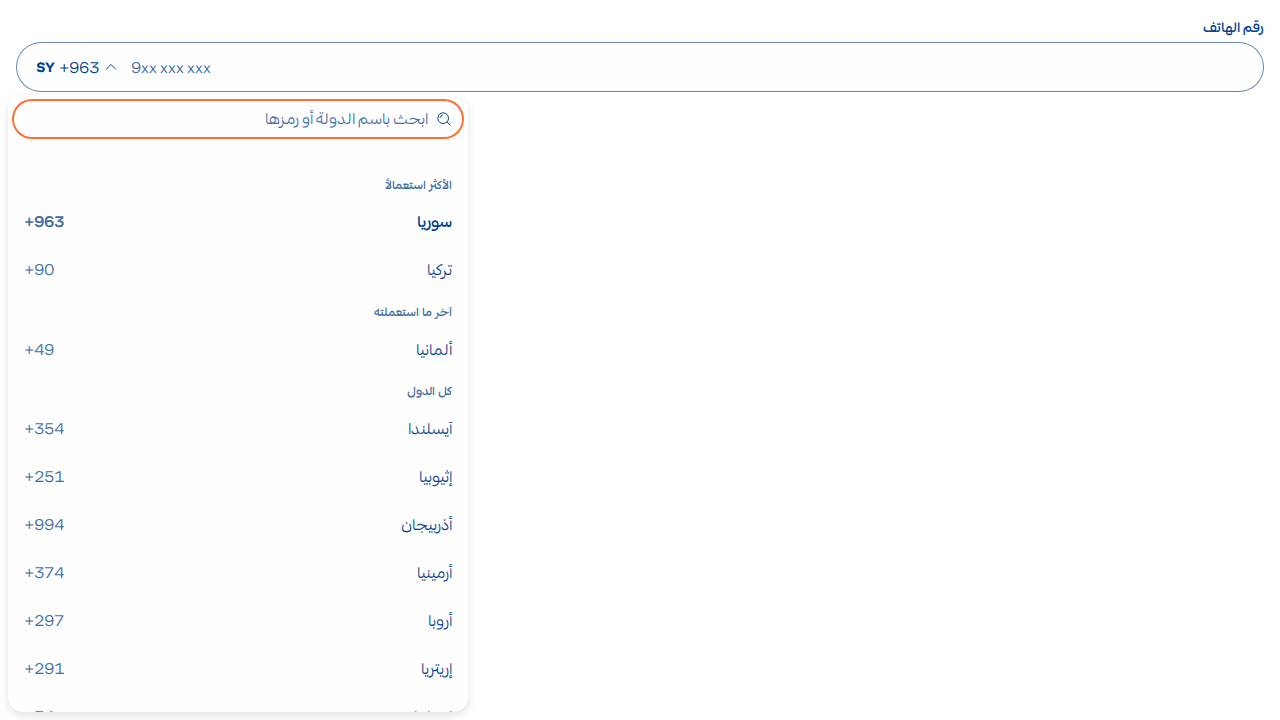 رقم الهاتف
SY +963 9xx xxx xxx
ابحث باسم الدولة أو رمزها
الأكثر استعمالاً
سوريا +963
تركيا +90
آخر ما استعملته
ألمانيا +49
كل الدول
آيسلندا +354
إثيوبيا +251
أذربيجان +994
أرمينيا +374
أروبا +297
إريتريا +291